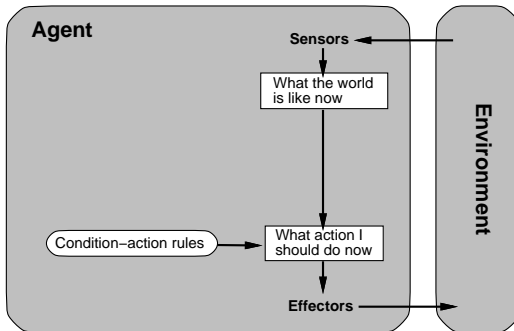 Agent
Sensors
What the world
is like now
Environment
Condition−action rules
What action I
should do now
Effectors